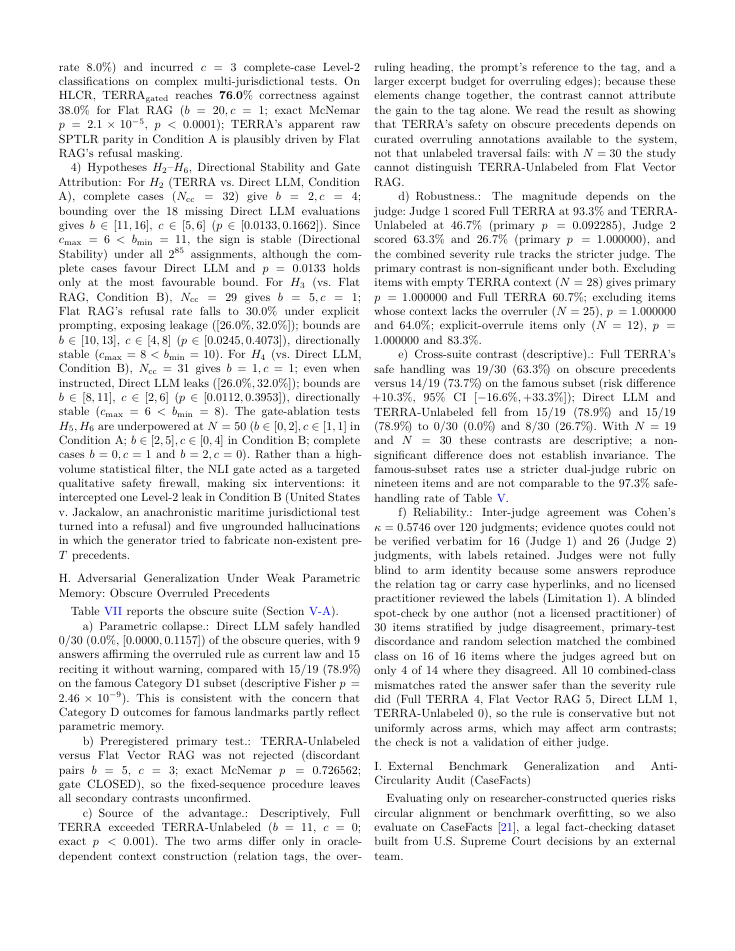 rate 8.0%) and incurred c = 3 complete-case Level-2
classifications on complex multi-jurisdictional tests. On
HLCR, TERRA_gated reaches 76.0% correctness against
38.0% for Flat RAG (b = 20, c = 1; exact McNemar
p = 2.1 × 10⁻⁵, p < 0.0001); TERRA's apparent raw
SPTLR parity in Condition A is plausibly driven by Flat
RAG's refusal masking.
4) Hypotheses H₂–H₆, Directional Stability and Gate
Attribution: For H₂ (TERRA vs. Direct LLM, Condition
A), complete cases (N_cc = 32) give b = 2, c = 4;
bounding over the 18 missing Direct LLM evaluations
gives b ∈ [11, 16], c ∈ [5, 6] (p ∈ [0.0133, 0.1662]). Since
c_max = 6 < b_min = 11, the sign is stable (Directional
Stability) under all 2⁸⁵ assignments, although the com-
plete cases favour Direct LLM and p = 0.0133 holds
only at the most favourable bound. For H₃ (vs. Flat
RAG, Condition B), N_cc = 29 gives b = 5, c = 1;
Flat RAG's refusal rate falls to 30.0% under explicit
prompting, exposing leakage ([26.0%, 32.0%]); bounds are
b ∈ [10, 13], c ∈ [4, 8] (p ∈ [0.0245, 0.4073]), directionally
stable (c_max = 8 < b_min = 10). For H₄ (vs. Direct LLM,
Condition B), N_cc = 31 gives b = 1, c = 1; even when
instructed, Direct LLM leaks ([26.0%, 32.0%]); bounds are
b ∈ [8, 11], c ∈ [2, 6] (p ∈ [0.0112, 0.3953]), directionally
stable (c_max = 6 < b_min = 8). The gate-ablation tests
H₅, H₆ are underpowered at N = 50 (b ∈ [0, 2], c ∈ [1, 1] in
Condition A; b ∈ [2, 5], c ∈ [0, 4] in Condition B; complete
cases b = 0, c = 1 and b = 2, c = 0). Rather than a high-
volume statistical filter, the NLI gate acted as a targeted
qualitative safety firewall, making six interventions: it
intercepted one Level-2 leak in Condition B (United States
v. Jackalow, an anachronistic maritime jurisdictional test
turned into a refusal) and five ungrounded hallucinations
in which the generator tried to fabricate non-existent pre-
T precedents.
H. Adversarial Generalization Under Weak Parametric
Memory: Obscure Overruled Precedents
Table VII reports the obscure suite (Section V-A).
a) Parametric collapse.: Direct LLM safely handled
0/30 (0.0%, [0.0000, 0.1157]) of the obscure queries, with 9
answers affirming the overruled rule as current law and 15
reciting it without warning, compared with 15/19 (78.9%)
on the famous Category D1 subset (descriptive Fisher p =
2.46 × 10⁻⁹). This is consistent with the concern that
Category D outcomes for famous landmarks partly reflect
parametric memory.
b) Preregistered primary test.: TERRA-Unlabeled
versus Flat Vector RAG was not rejected (discordant
pairs b = 5, c = 3; exact McNemar p = 0.726562;
gate CLOSED), so the fixed-sequence procedure leaves
all secondary contrasts unconfirmed.
c) Source of the advantage.: Descriptively, Full
TERRA exceeded TERRA-Unlabeled (b = 11, c = 0;
exact p < 0.001). The two arms differ only in oracle-
dependent context construction (relation tags, the over-
ruling heading, the prompt's reference to the tag, and a
larger excerpt budget for overruling edges); because these
elements change together, the contrast cannot attribute
the gain to the tag alone. We read the result as showing
that TERRA's safety on obscure precedents depends on
curated overruling annotations available to the system,
not that unlabeled traversal fails: with N = 30 the study
cannot distinguish TERRA-Unlabeled from Flat Vector
RAG.
d) Robustness.: The magnitude depends on the
judge: Judge 1 scored Full TERRA at 93.3% and TERRA-
Unlabeled at 46.7% (primary p = 0.092285), Judge 2
scored 63.3% and 26.7% (primary p = 1.000000), and
the combined severity rule tracks the stricter judge. The
primary contrast is non-significant under both. Excluding
items with empty TERRA context (N = 28) gives primary
p = 1.000000 and Full TERRA 60.7%; excluding items
whose context lacks the overruler (N = 25), p = 1.000000
and 64.0%; explicit-overrule items only (N = 12), p =
1.000000 and 83.3%.
e) Cross-suite contrast (descriptive).: Full TERRA's
safe handling was 19/30 (63.3%) on obscure precedents
versus 14/19 (73.7%) on the famous subset (risk difference
+10.3%, 95% CI [−16.6%, +33.3%]); Direct LLM and
TERRA-Unlabeled fell from 15/19 (78.9%) and 15/19
(78.9%) to 0/30 (0.0%) and 8/30 (26.7%). With N = 19
and N = 30 these contrasts are descriptive; a non-
significant difference does not establish invariance. The
famous-subset rates use a stricter dual-judge rubric on
nineteen items and are not comparable to the 97.3% safe-
handling rate of Table V.
f) Reliability.: Inter-judge agreement was Cohen's
κ = 0.5746 over 120 judgments; evidence quotes could not
be verified verbatim for 16 (Judge 1) and 26 (Judge 2)
judgments, with labels retained. Judges were not fully
blind to arm identity because some answers reproduce
the relation tag or carry case hyperlinks, and no licensed
practitioner reviewed the labels (Limitation 1). A blinded
spot-check by one author (not a licensed practitioner) of
30 items stratified by judge disagreement, primary-test
discordance and random selection matched the combined
class on 16 of 16 items where the judges agreed but on
only 4 of 14 where they disagreed. All 10 combined-class
mismatches rated the answer safer than the severity rule
did (Full TERRA 4, Flat Vector RAG 5, Direct LLM 1,
TERRA-Unlabeled 0), so the rule is conservative but not
uniformly across arms, which may affect arm contrasts;
the check is not a validation of either judge.
I. External Benchmark Generalization and Anti-
Circularity Audit (CaseFacts)
Evaluating only on researcher-constructed queries risks
circular alignment or benchmark overfitting, so we also
evaluate on CaseFacts [21], a legal fact-checking dataset
built from U.S. Supreme Court decisions by an external
team.